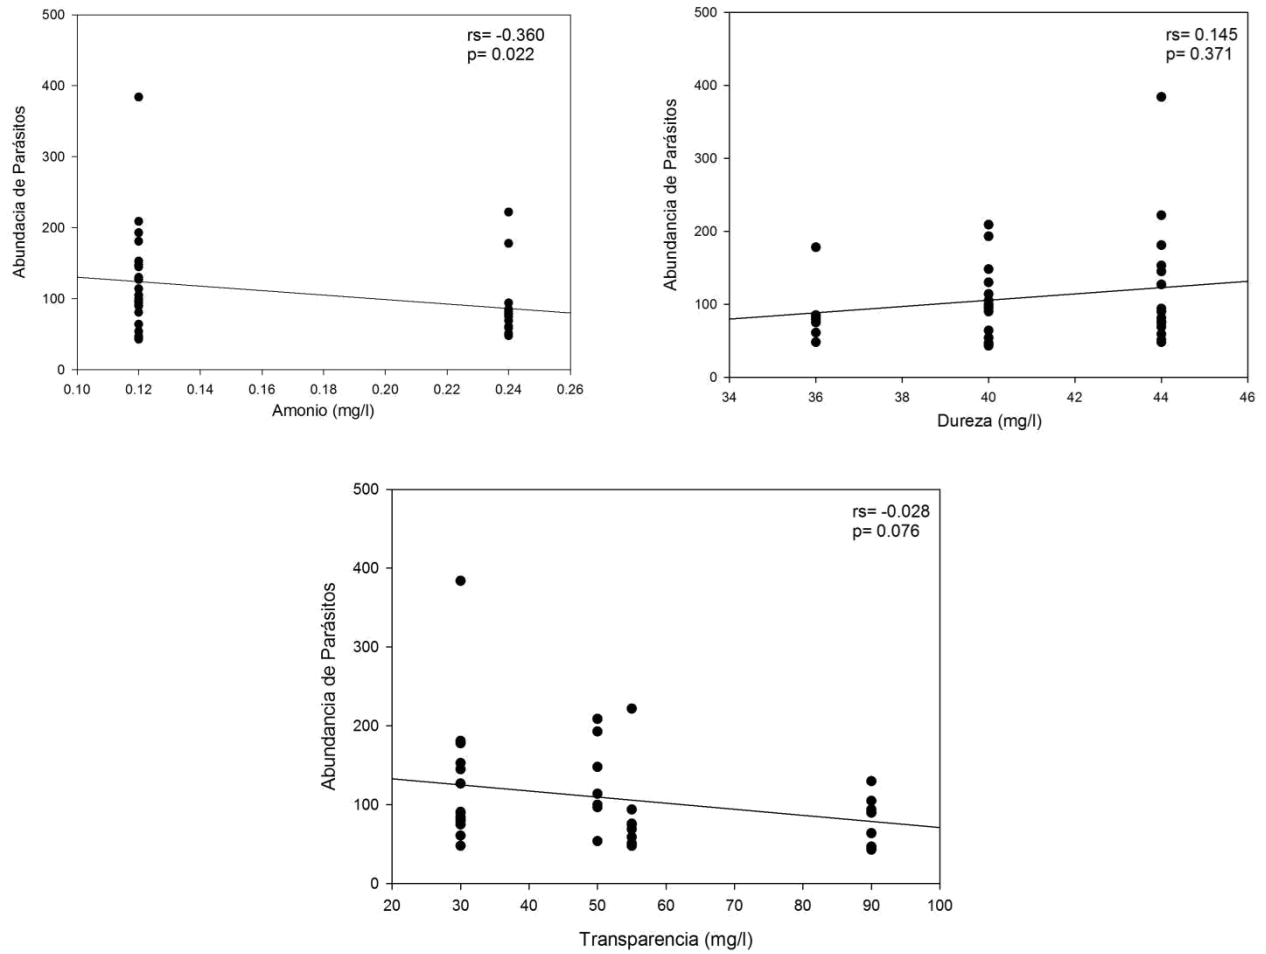 rs= -0.360
p= 0.022
Abundacia de Parásitos
500
400
300
200
100
0
0.10 0.12 0.14 0.16 0.18 0.20 0.22 0.24 0.26
Amonio (mg/l)
rs= 0.145
p= 0.371
Abundancia de Parásitos
500
400
300
200
100
0
34 36 38 40 42 44 46
Dureza (mg/l)
rs= -0.028
p= 0.076
Abundancia de Parásitos
500
400
300
200
100
0
20 30 40 50 60 70 80 90 100
Transparencia (mg/l)